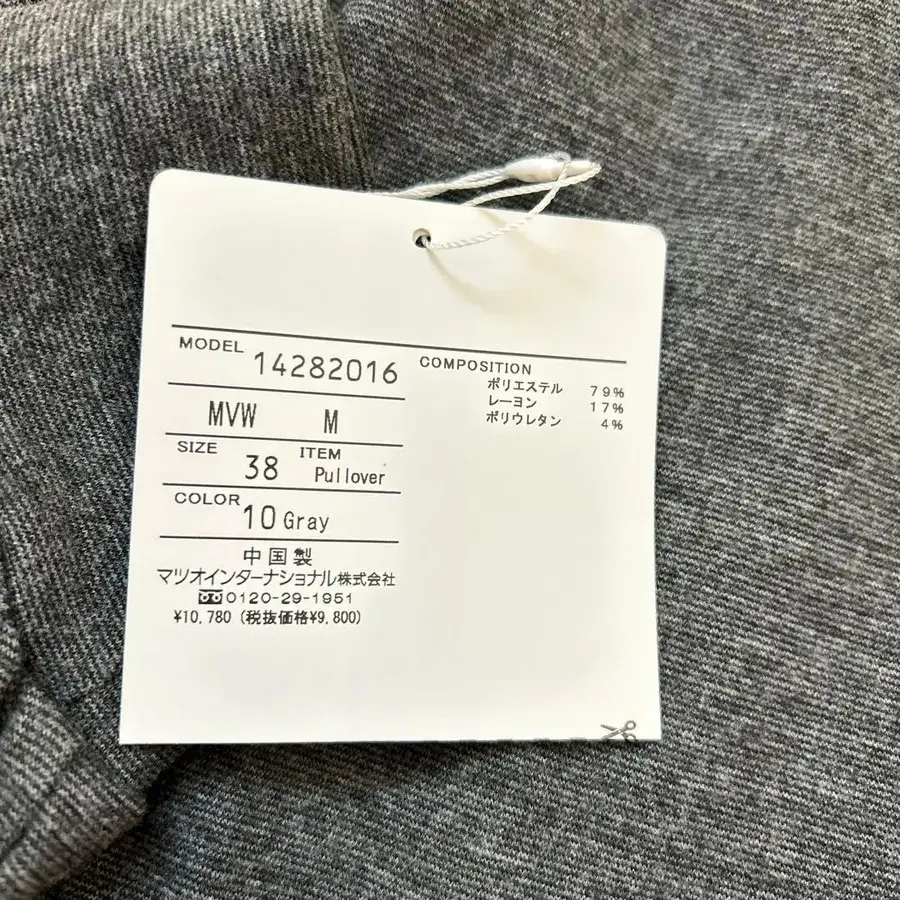 MODEL 14282016
MVW M
SIZE 38 ITEM Pullover
COLOR 10 Gray
中国製
マツオインターナショナル株式会社
0120-29-1951
¥10,780 (税抜価格¥9,800)
COMPOSITION
ポリエステル 79%
レーヨン 17%
ポリウレタン 4%